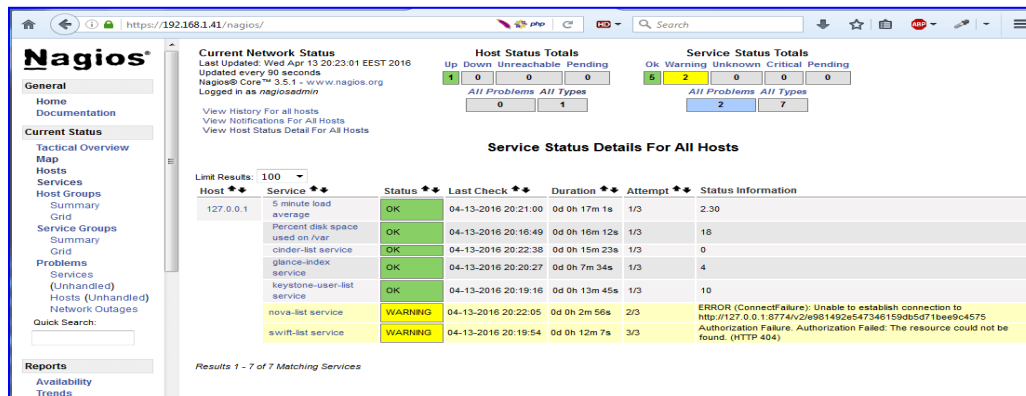 https://192.168.1.41/nagios/
php
HD
Search
ABP
Nagios®
General
Home
Documentation
Current Status
Tactical Overview
Map
Hosts
Services
Host Groups
Summary
Grid
Service Groups
Summary
Grid
Problems
Services
(Unhandled)
Hosts (Unhandled)
Network Outages
Quick Search:
Reports
Availability
Trends
Current Network Status
Last Updated: Wed Apr 13 20:23:01 EEST 2016
Updated every 90 seconds
Nagios® Core™ 3.5.1 - www.nagios.org
Logged in as nagiosadmin
View History For all hosts
View Notifications For All Hosts
View Host Status Detail For All Hosts
Host Status Totals
Up Down Unreachable Pending
1 0 0 0
All Problems All Types
0 1
Service Status Totals
Ok Warning Unknown Critical Pending
5 2 0 0 0
All Problems All Types
2 7
Service Status Details For All Hosts
Limit Results: 100
Host Service Status Last Check Duration Attempt Status Information
127.0.0.1 5 minute load average OK 04-13-2016 20:21:00 0d 0h 17m 1s 1/3 2.30
Percent disk space used on /var OK 04-13-2016 20:16:49 0d 0h 16m 12s 1/3 18
cinder-list service OK 04-13-2016 20:22:38 0d 0h 15m 23s 1/3 0
glance-index service OK 04-13-2016 20:20:27 0d 0h 7m 34s 1/3 4
keystone-user-list service OK 04-13-2016 20:19:16 0d 0h 13m 45s 1/3 10
nova-list service WARNING 04-13-2016 20:22:05 0d 0h 2m 56s 2/3 ERROR (ConnectFailure): Unable to establish connection to
http://127.0.0.1:8774/v2/e981492e547346159db5d71bee9c4575
swift-list service WARNING 04-13-2016 20:19:54 0d 0h 12m 7s 3/3 Authorization Failure. Authorization Failed: The resource could not be
found. (HTTP 404)
Results 1 - 7 of 7 Matching Services